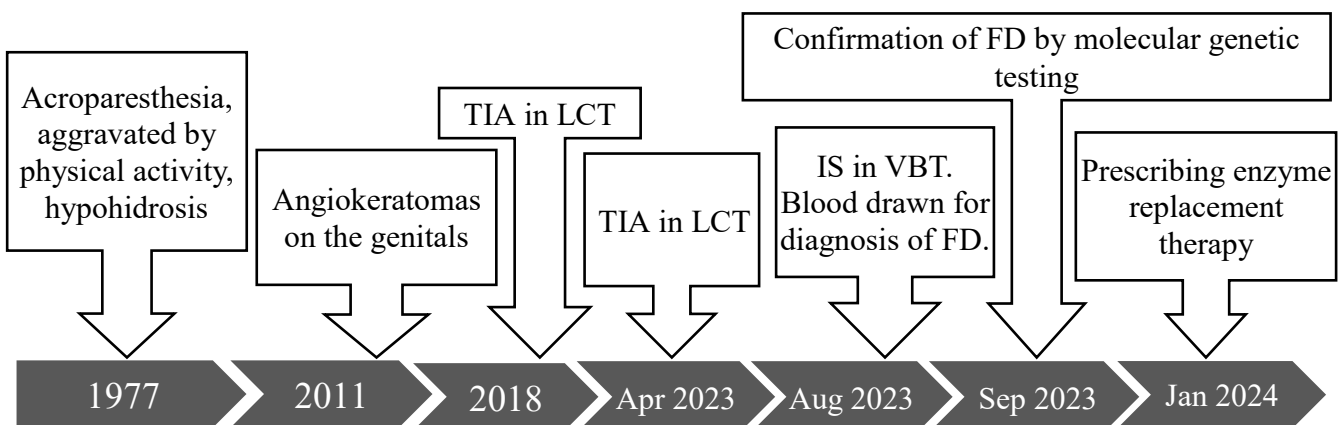 Acroparesthesia,
aggravated by
physical activity,
hypohidrosis
Angiokeratomas
on the genitals
TIA in LCT
TIA in LCT
IS in VBT.
Blood drawn for
diagnosis of FD.
Confirmation of FD by molecular genetic
testing
Prescribing enzyme
replacement
therapy
1977
2011
2018
Apr 2023
Aug 2023
Sep 2023
Jan 2024